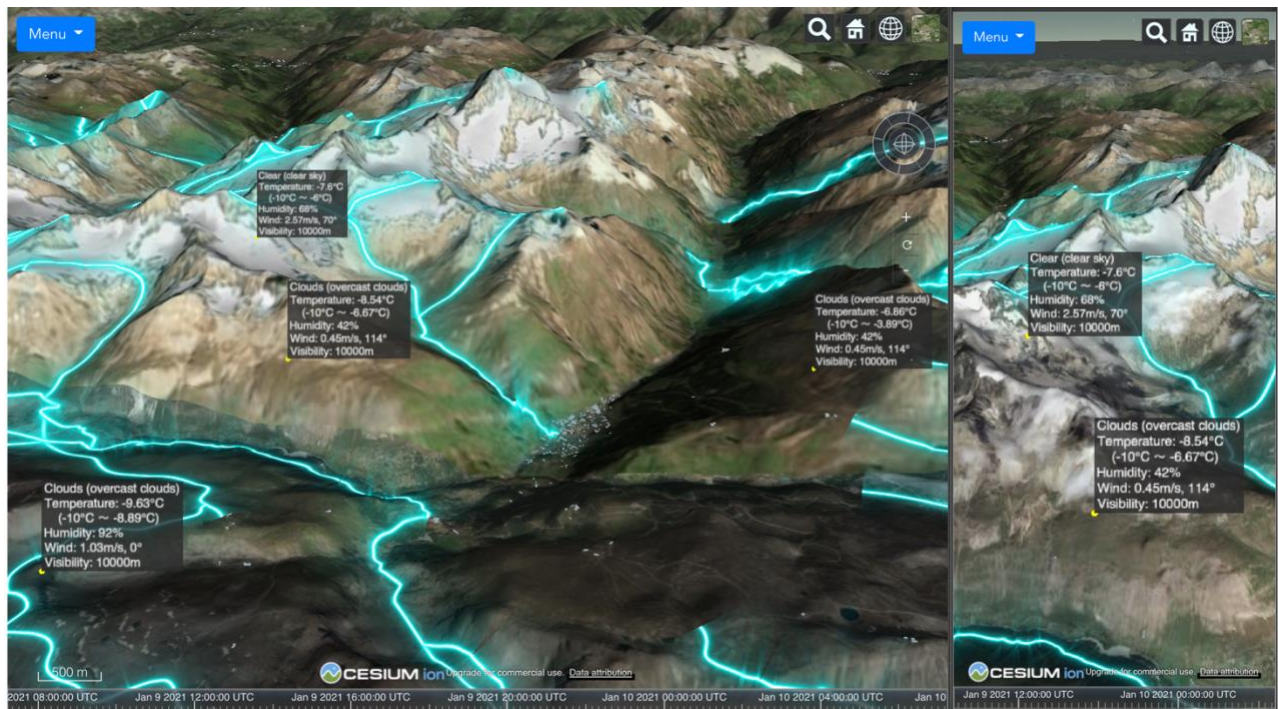 Menu
N
Clear (clear sky)
Temperature: -7.6°C
(-10°C ~ -6°C)
Humidity: 68%
Wind: 2.57m/s, 70°
Visibility: 10000m
Clouds (overcast clouds)
Temperature: -8.54°C
(-10°C ~ -6.67°C)
Humidity: 42%
Wind: 0.45m/s, 114°
Visibility: 10000m
Clouds (overcast clouds)
Temperature: -6.86°C
(-10°C ~ -3.89°C)
Humidity: 42%
Wind: 0.45m/s, 114°
Visibility: 10000m
Clouds (overcast clouds)
Temperature: -9.63°C
(-10°C ~ -8.89°C)
Humidity: 92%
Wind: 1.03m/s, 0°
Visibility: 10000m
500 m
CESIUM ion Upgrade for commercial use. Data attribution
2021 08:00:00 UTC Jan 9 2021 12:00:00 UTC Jan 9 2021 16:00:00 UTC Jan 9 2021 20:00:00 UTC Jan 10 2021 00:00:00 UTC Jan 10 2021 04:00:00 UTC Jan 10
Menu
Clear (clear sky)
Temperature: -7.6°C
(-10°C ~ -6°C)
Humidity: 68%
Wind: 2.57m/s, 70°
Visibility: 10000m
Clouds (overcast clouds)
Temperature: -8.54°C
(-10°C ~ -6.67°C)
Humidity: 42%
Wind: 0.45m/s, 114°
Visibility: 10000m
CESIUM ion Upgrade for commercial use. Data attribution
Jan 9 2021 12:00:00 UTC Jan 10 2021 00:00:00 UTC